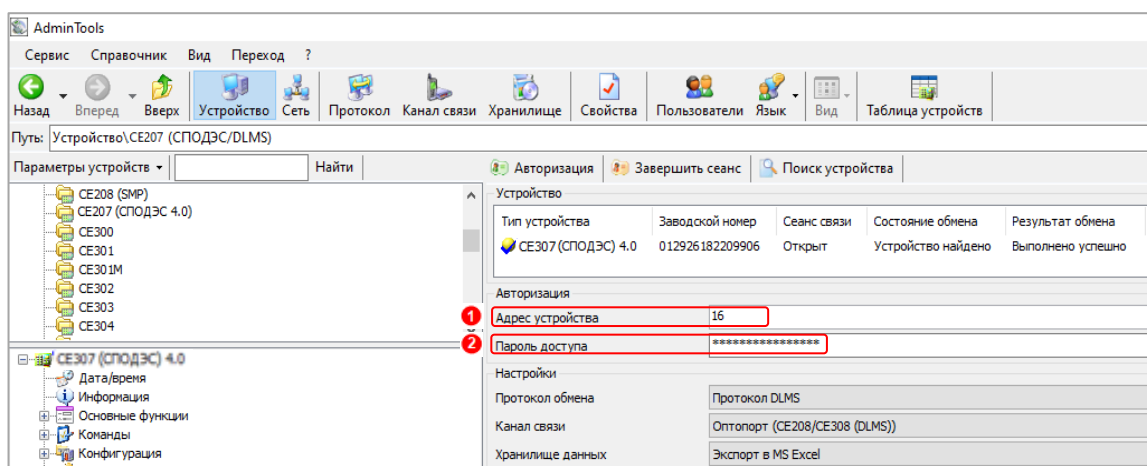 AdminTools
Сервис Справочник Вид Переход ?
Назад Вперед Вверх Устройство Сеть Протокол Канал связи Хранилище Свойства Пользователи Язык Вид Таблица устройств
Путь: Устройство\CE207 (СПОДЭС/DLMS)
Параметры устройств Найти Авторизация Завершить сеанс Поиск устройства
CE208 (SMP)
CE207 (СПОДЭС 4.0)
CE300
CE301
CE301M
CE302
CE303
CE304
Устройство
Тип устройства Заводской номер Сеанс связи Состояние обмена Результат обмена
CE307 (СПОДЭС) 4.0 012926182209906 Открыт Устройство найдено Выполнено успешно
Авторизация
1 Адрес устройства 16
2 Пароль доступа ****************
CE307 (СПОДЭС) 4.0
Дата/время
Информация
Основные функции
Команды
Конфигурация
Настройки
Протокол обмена Протокол DLMS
Канал связи Оптопорт (CE208/CE308 (DLMS))
Хранилище данных Экспорт в MS Excel